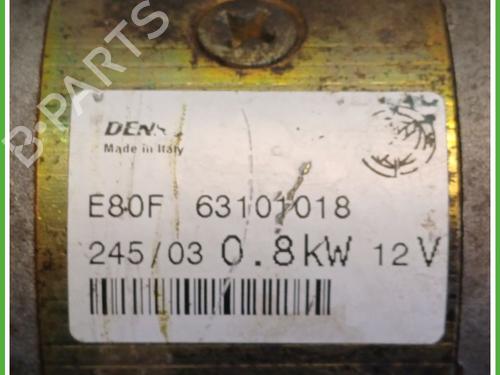 B-PARTS
Made in Italy
E80F 63101018
245/03 0.8kW 12V